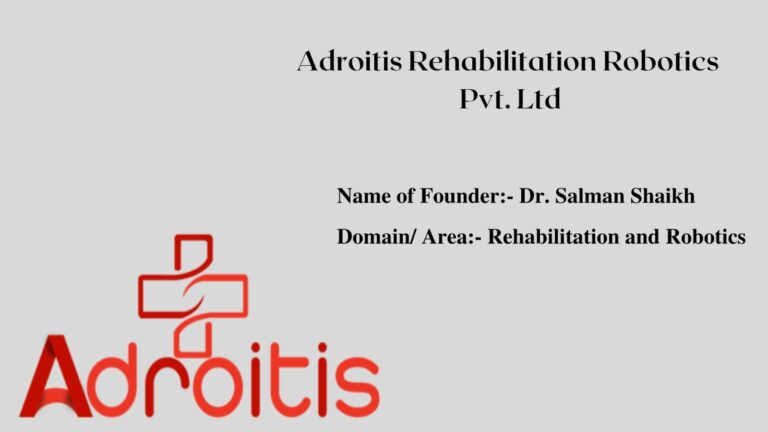 Adroitis Rehabilitation Robotics
Pvt. Ltd
Name of Founder:- Dr. Salman Shaikh
Domain/ Area:- Rehabilitation and Robotics
Adroitis